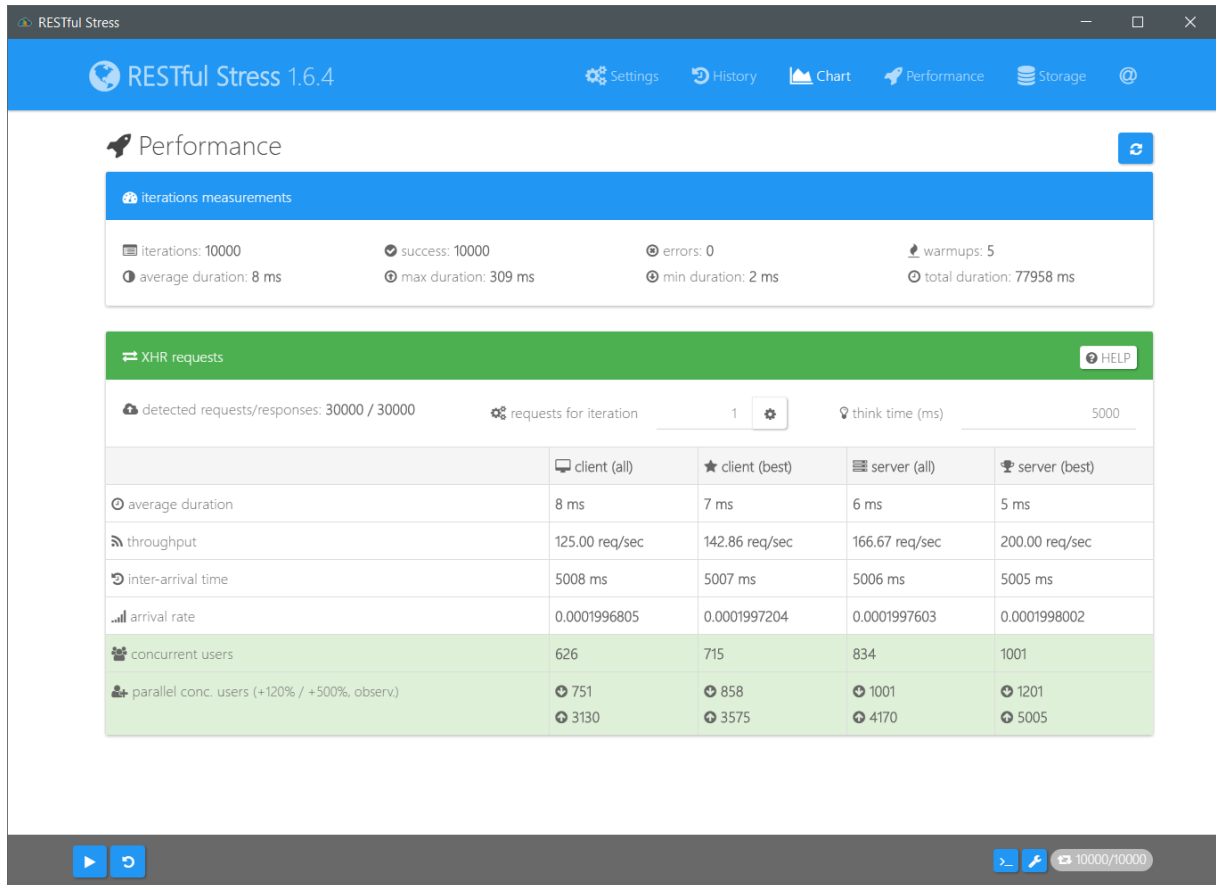 RESTful Stress
RESTful Stress 1.6.4
Settings History Chart Performance Storage @
Performance
iterations measurements
iterations: 10000 success: 10000 errors: 0 warmups: 5
average duration: 8 ms max duration: 309 ms min duration: 2 ms total duration: 77958 ms
XHR requests HELP
detected requests/responses: 30000 / 30000 requests for iteration 1 think time (ms) 5000
client (all) client (best) server (all) server (best)
average duration 8 ms 7 ms 6 ms 5 ms
throughput 125.00 req/sec 142.86 req/sec 166.67 req/sec 200.00 req/sec
inter-arrival time 5008 ms 5007 ms 5006 ms 5005 ms
arrival rate 0.0001996805 0.0001997204 0.0001997603 0.0001998002
concurrent users 626 715 834 1001
parallel conc. users (+120% / +500%, observ.) 751 858 1001 1201
3130 3575 4170 5005
10000/10000